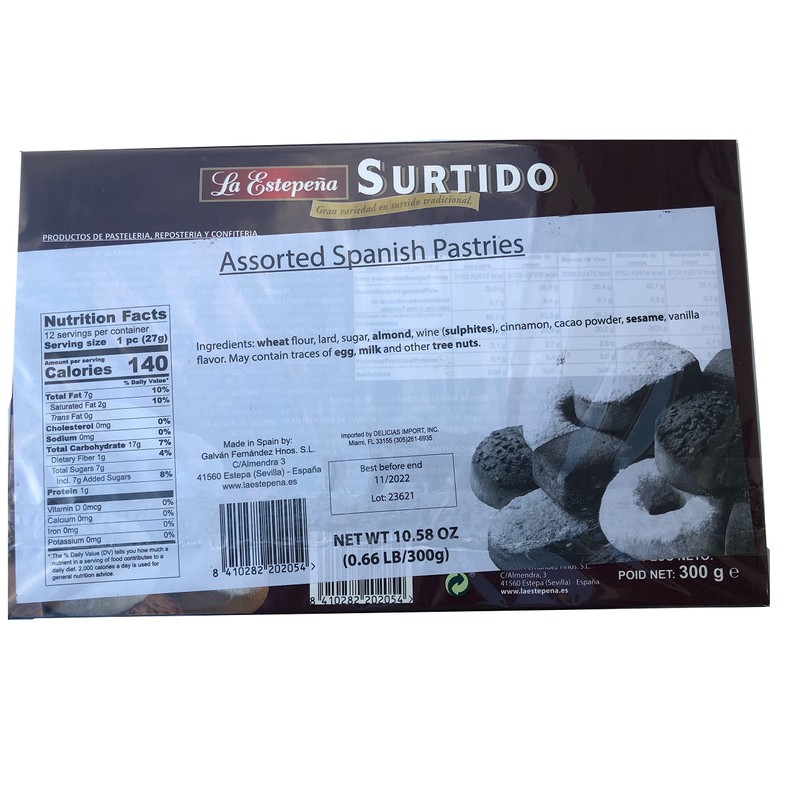 La Estepeña SURTIDO
Gran variedad en surtido tradicional.
PRODUCTOS DE PASTELERIA, REPOSTERIA Y CONFITERIA
Assorted Spanish Pastries
Nutrition Facts
12 servings per container
Serving size 1 pc (27g)
Amount per serving
Calories 140
% Daily Value*
Total Fat 7g 10%
Saturated Fat 2g 10%
Trans Fat 0g
Cholesterol 0mg 0%
Sodium 0mg 0%
Total Carbohydrate 17g 7%
Dietary Fiber 1g 4%
Total Sugars 7g
Incl. 7g Added Sugars 8%
Protein 1g
Vitamin D 0mcg 0%
Calcium 0mg 0%
Iron 0mg 0%
Potassium 0mg 0%
* The % Daily Value (DV) tells you how much a
nutrient in a serving of food contributes to a
daily diet. 2,000 calories a day is used for
general nutrition advice.
Ingredients: wheat flour, lard, sugar, almond, wine (sulphites), cinnamon, cacao powder, sesame, vanilla
flavor. May contain traces of egg, milk and other tree nuts.
Made in Spain by:
Galván Fernández Hnos. S.L.
C/Almendra 3
41560 Estepa (Sevilla) - España
www.laestepena.es
Imported by DELICIAS IMPORT, INC.
Miami, FL 33155 (305)261-6935
Best before end
11/2022
Lot: 23621
8 410282 202054 >
NET WT 10.58 OZ
(0.66 LB/300g)
8 410282 202054 >
C/Almendra, 3
41560 Estepa (Sevilla) · España
www.laestepena.es
POID NET: 300 g e